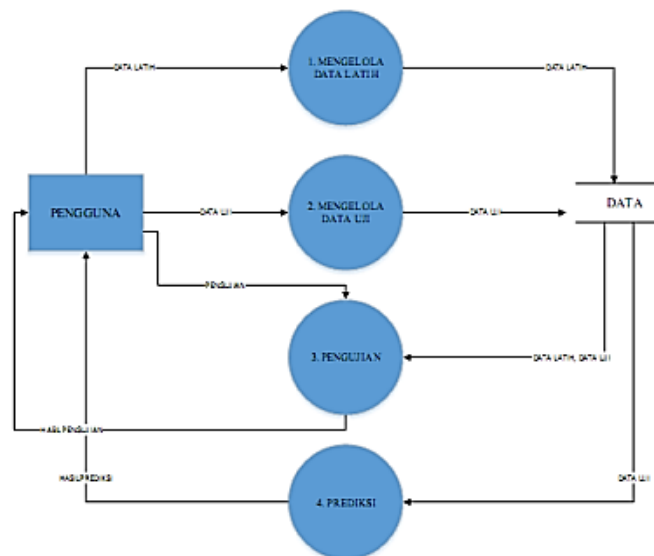 DATA LATIH
1. MENGELOLA
DATA LATIH
DATA LATIH
PENGGUNA
DATA UJI
2. MENGELOLA
DATA UJI
DATA UJI
DATA
PENGUJIAN
3. PENGUJIAN
DATA LATIH, DATA UJI
HASIL PENGUJIAN
HASIL PREDIKSI
4. PREDIKSI
DATA UJI